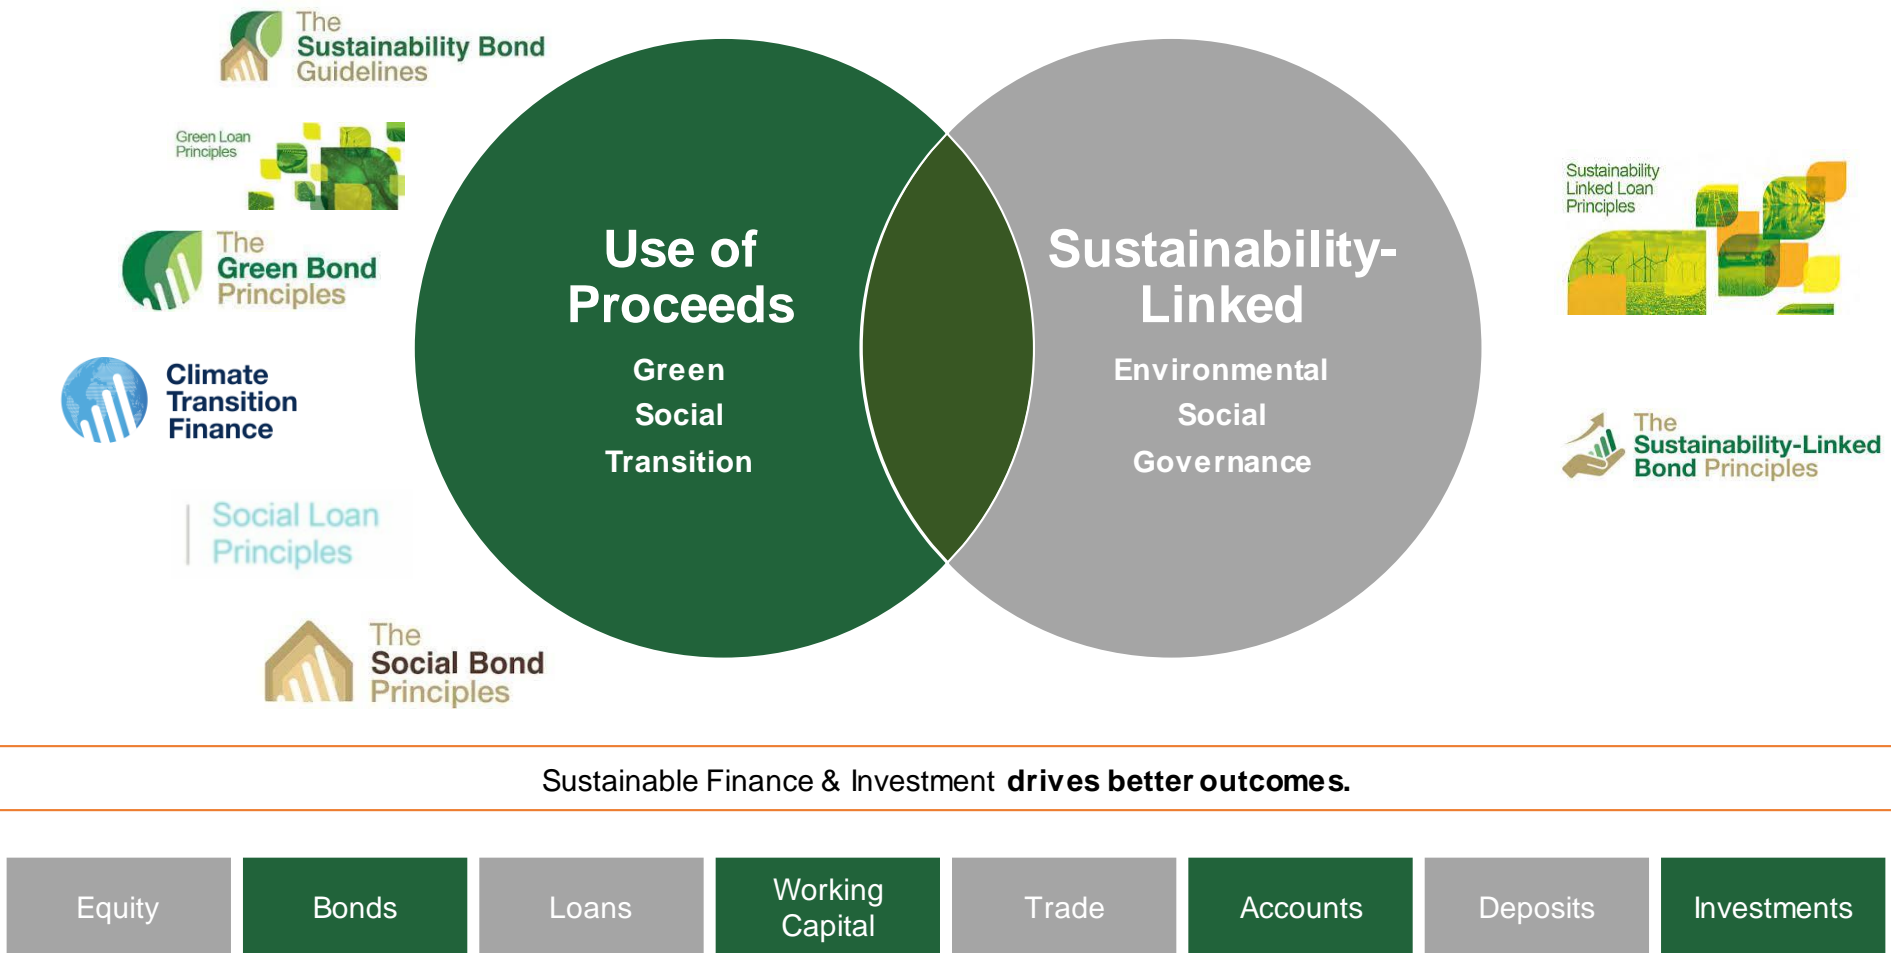 The
Sustainability Bond
Guidelines
Green Loan
Principles
The
Green Bond
Principles
Climate
Transition
Finance
Social Loan
Principles
The
Social Bond
Principles
Use of
Proceeds
Green
Social
Transition
Sustainability-
Linked
Environmental
Social
Governance
Sustainability
Linked Loan
Principles
The
Sustainability-Linked
Bond Principles
Sustainable Finance & Investment drives better outcomes.
Equity
Bonds
Loans
Working
Capital
Trade
Accounts
Deposits
Investments